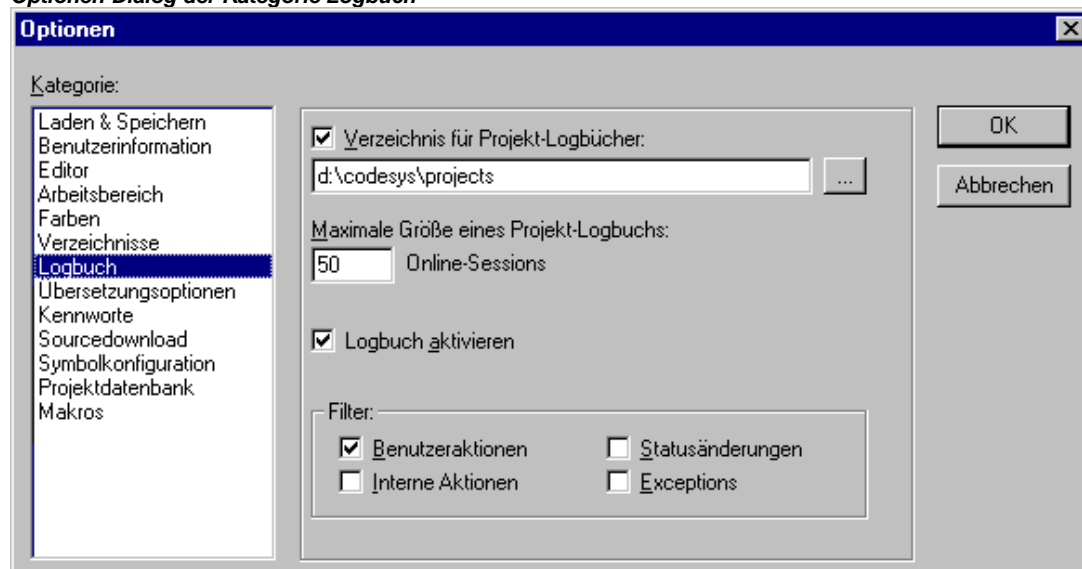 Optionen Dialog der Kategorie Logbuch
Optionen
Kategorie:
Laden & Speichern
Benutzerinformation
Editor
Arbeitsbereich
Farben
Verzeichnisse
Logbuch
Übersetzungsoptionen
Kennworte
Sourcedownload
Symbolkonfiguration
Projektdatenbank
Makros
Verzeichnis für Projekt-Logbücher:
d:\codesys\projects
...
Maximale Größe eines Projekt-Logbuchs:
50 Online-Sessions
Logbuch aktivieren
Filter:
Benutzeraktionen Statusänderungen
Interne Aktionen Exceptions
OK
Abbrechen